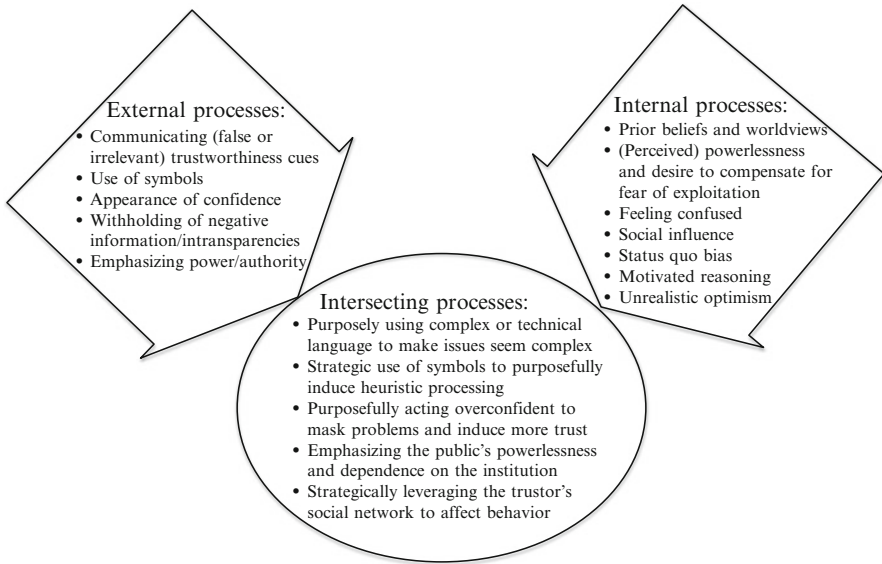 External processes:
• Communicating (false or
irrelevant) trustworthiness cues
• Use of symbols
• Appearance of confidence
• Withholding of negative
information/intransparencies
• Emphasizing power/authority
Internal processes:
• Prior beliefs and worldviews
• (Perceived) powerlessness
and desire to compensate for
fear of exploitation
• Feeling confused
• Social influence
• Status quo bias
• Motivated reasoning
• Unrealistic optimism
Intersecting processes:
• Purposely using complex or technical
language to make issues seem complex
• Strategic use of symbols to purposefully
induce heuristic processing
• Purposefully acting overconfident to
mask problems and induce more trust
• Emphasizing the public's powerlessness
and dependence on the institution
• Strategically leveraging the trustor's
social network to affect behavior